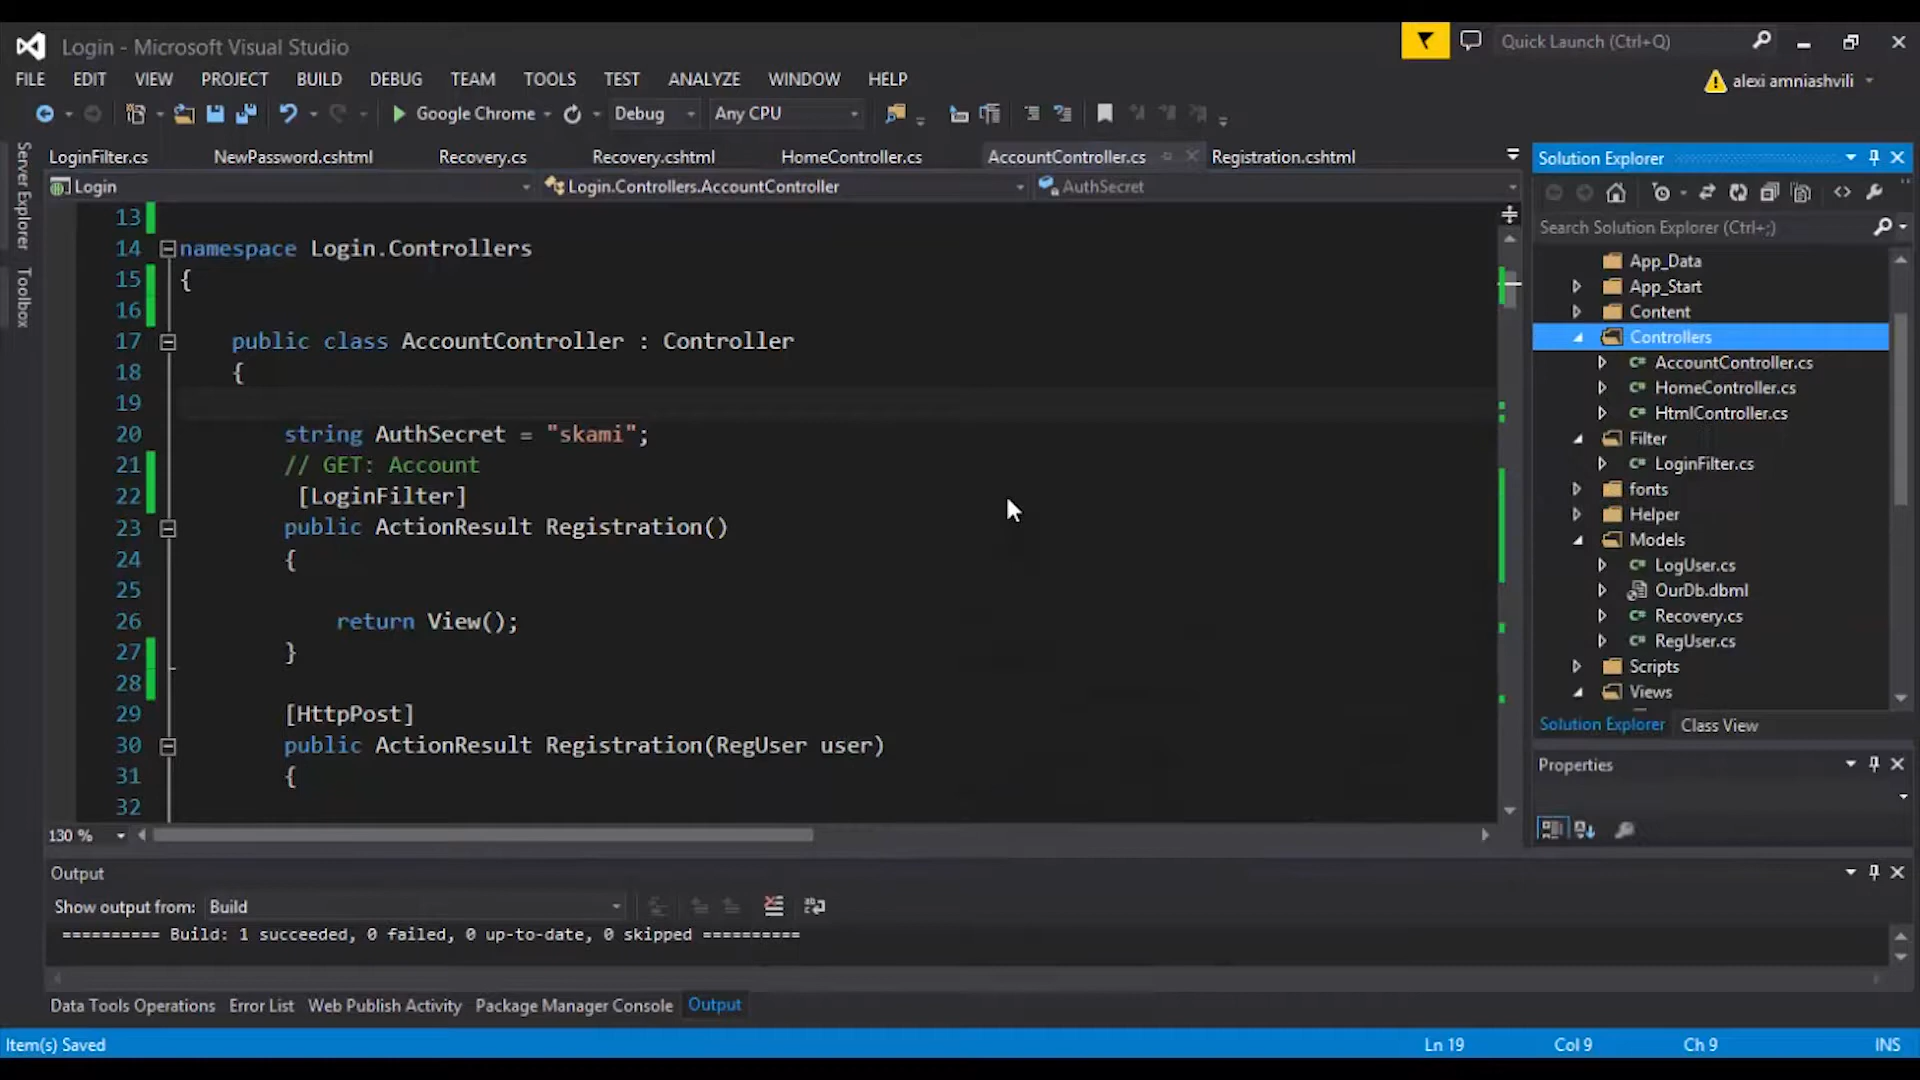 Login - Microsoft Visual Studio
Quick Launch (Ctrl+Q)
FILE EDIT VIEW PROJECT BUILD DEBUG TEAM TOOLS TEST ANALYZE WINDOW HELP
alexi amniashvili
Google Chrome Debug Any CPU
Server Explorer
Toolbox
LoginFilter.cs NewPassword.cshtml Recovery.cs Recovery.cshtml HomeController.cs AccountController.cs Registration.cshtml
Login Login.Controllers.AccountController AuthSecret
13
14 namespace Login.Controllers
15 {
16
17 public class AccountController : Controller
18 {
19
20 string AuthSecret = "skami";
21 // GET: Account
22 [LoginFilter]
23 public ActionResult Registration()
24 {
25
26 return View();
27 }
28
29 [HttpPost]
30 public ActionResult Registration(RegUser user)
31 {
32
130 %
Solution Explorer
Search Solution Explorer (Ctrl+;)
App_Data
App_Start
Content
Controllers
C# AccountController.cs
C# HomeController.cs
C# HtmlController.cs
Filter
C# LoginFilter.cs
fonts
Helper
Models
C# LogUser.cs
OurDb.dbml
C# Recovery.cs
C# RegUser.cs
Scripts
Views
Solution Explorer Class View
Properties
Output
Show output from: Build
========== Build: 1 succeeded, 0 failed, 0 up-to-date, 0 skipped ==========
Data Tools Operations Error List Web Publish Activity Package Manager Console Output
Item(s) Saved Ln 19 Col 9 Ch 9 INS